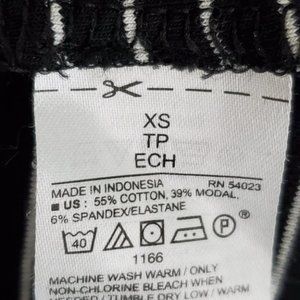 XS
TP
ECH
MADE IN INDONESIA RN 54023
■ US : 55% COTTON, 39% MODAL,
6% SPANDEX/ELASTANE
40 P
1166
MACHINE WASH WARM / ONLY
NON-CHLORINE BLEACH WHEN
NEEDED / TUMBLE DRY LOW / WARM